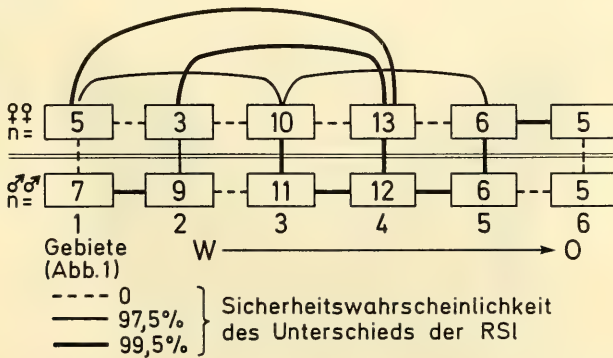 ♀♀
n= 5 3 10 13 6 5
♂♂
n= 7 9 11 12 6 5
1 2 3 4 5 6
Gebiete
(Abb.1)
W O
0
97,5% Sicherheitswahrscheinlichkeit
99,5% des Unterschieds der RSI